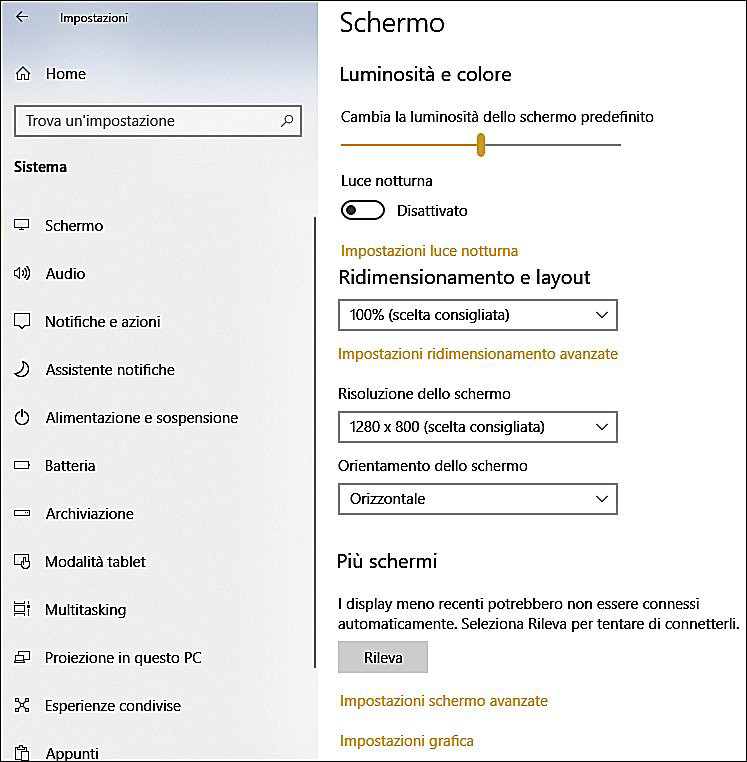 Impostazioni
Home
Trova un'impostazione
Sistema
Schermo
Audio
Notifiche e azioni
Assistente notifiche
Alimentazione e sospensione
Batteria
Archiviazione
Modalità tablet
Multitasking
Proiezione in questo PC
Esperienze condivise
Appunti
Schermo
Luminosità e colore
Cambia la luminosità dello schermo predefinito
Luce notturna
Disattivato
Impostazioni luce notturna
Ridimensionamento e layout
100% (scelta consigliata)
Impostazioni ridimensionamento avanzate
Risoluzione dello schermo
1280 x 800 (scelta consigliata)
Orientamento dello schermo
Orizzontale
Più schermi
I display meno recenti potrebbero non essere connessi
automaticamente. Seleziona Rileva per tentare di connetterli.
Rileva
Impostazioni schermo avanzate
Impostazioni grafica